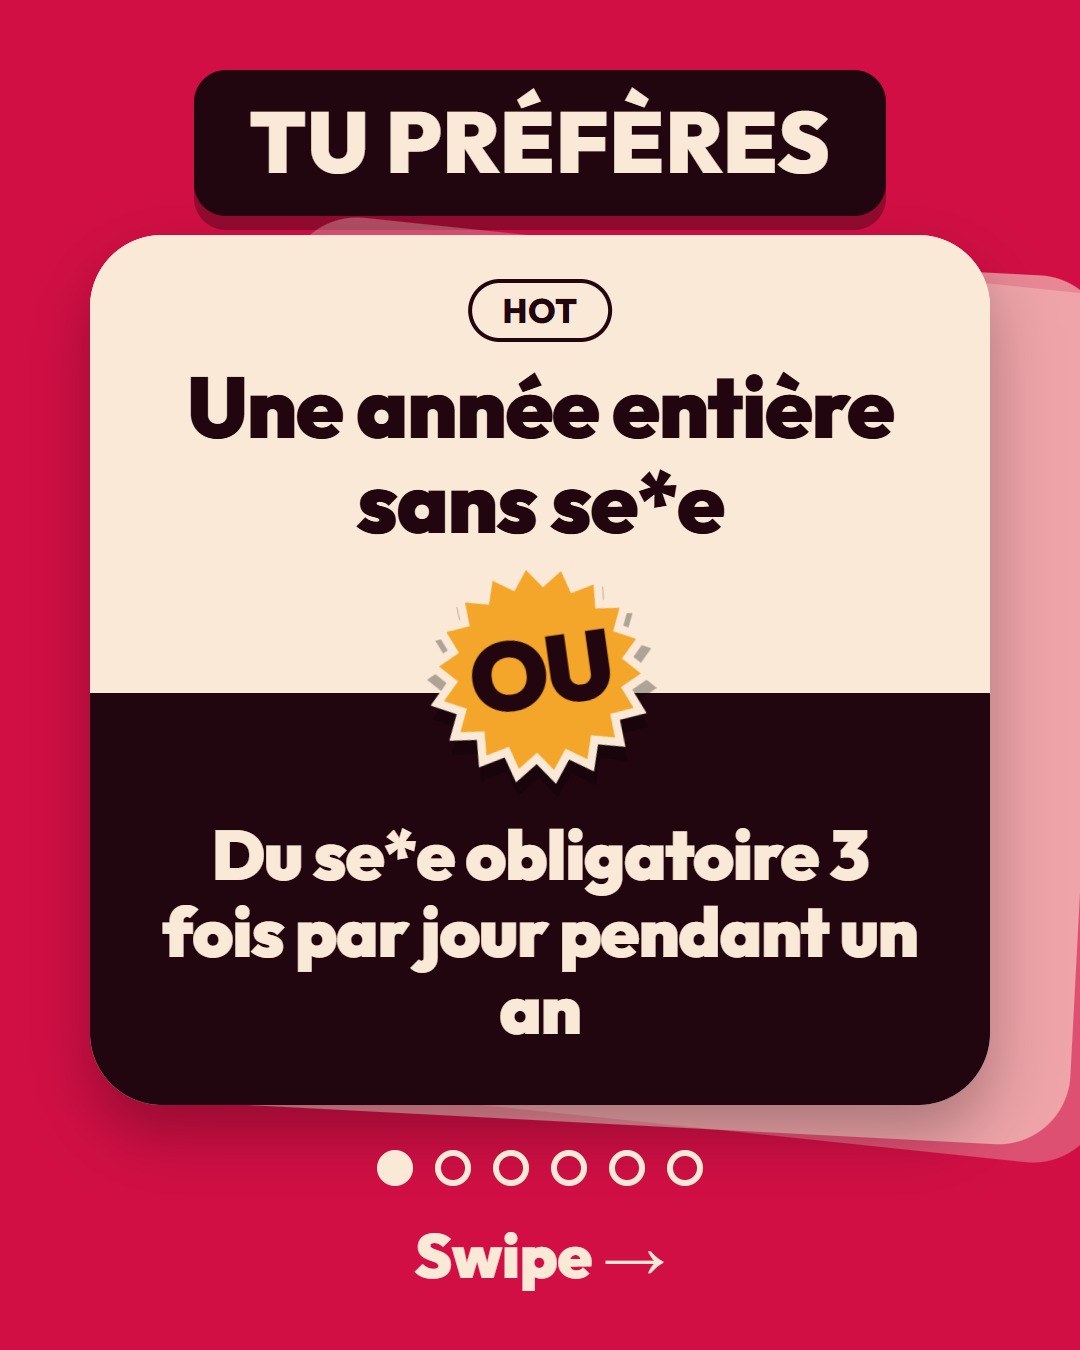 TU PRÉFÈRES
HOT
Une année entière
sans se*e
OU
Du se*e obligatoire 3
fois par jour pendant un
an
Swipe →